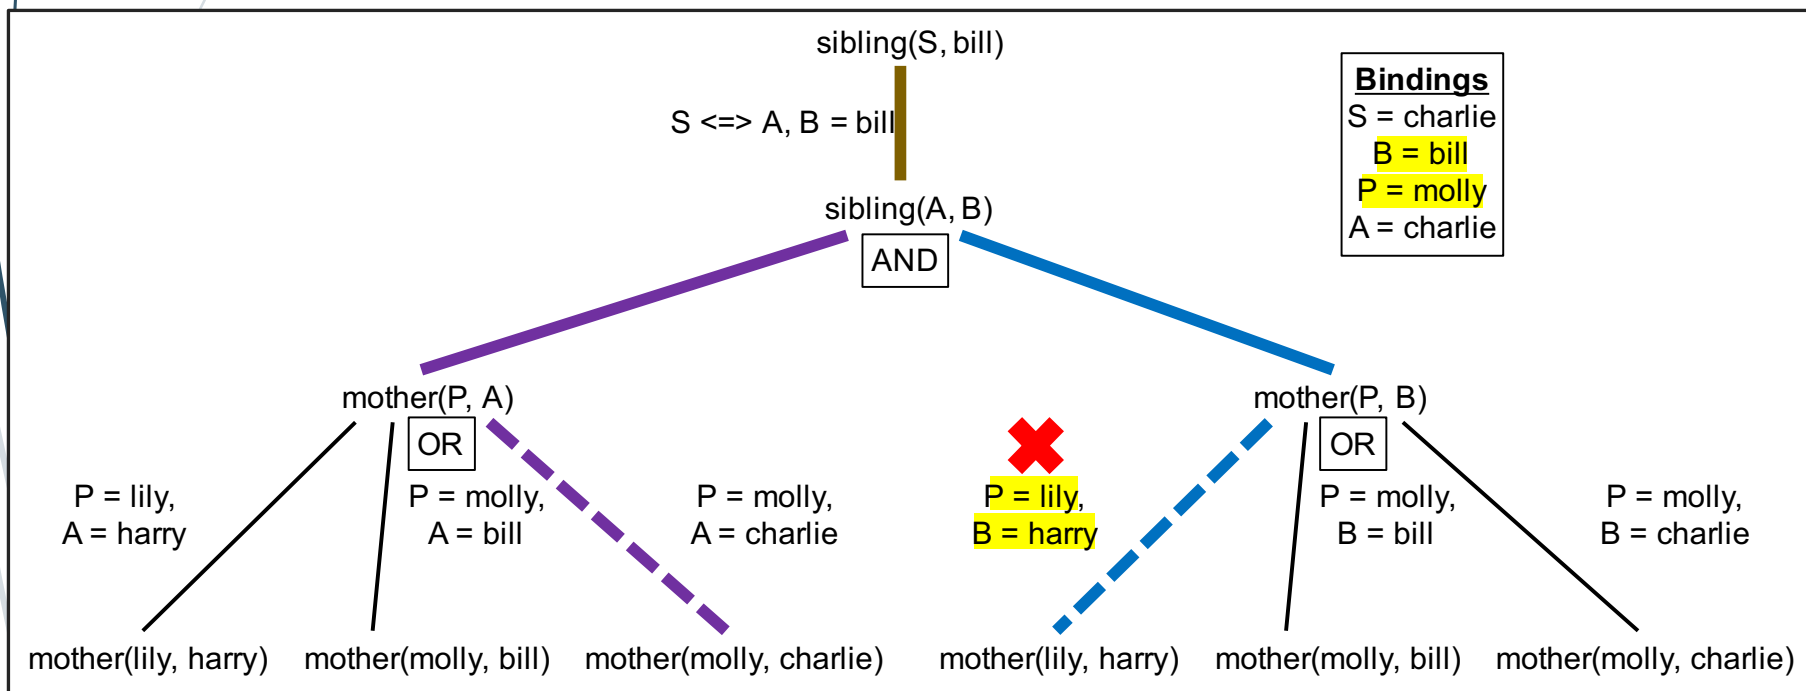 sibling(S, bill)
S <=> A, B = bill
Bindings
S = charlie
B = bill
P = molly
A = charlie
sibling(A, B)
AND
mother(P, A)
OR
mother(P, B)
OR
P = lily,
A = harry
P = molly,
A = bill
P = molly,
A = charlie
P = lily,
B = harry
P = molly,
B = bill
P = molly,
B = charlie
mother(lily, harry)
mother(molly, bill)
mother(molly, charlie)
mother(lily, harry)
mother(molly, bill)
mother(molly, charlie)